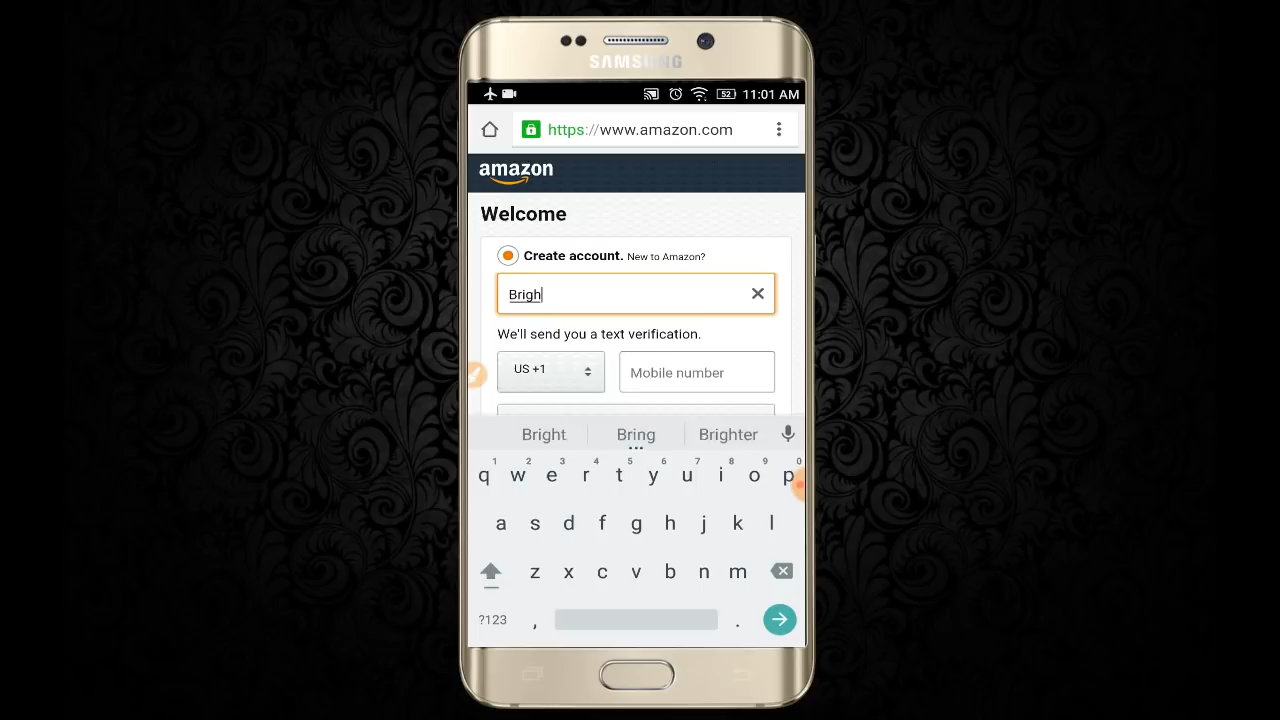 SAMSUNG
52 11:01 AM
https://www.amazon.com
amazon
Welcome
Create account. New to Amazon?
Brigh
We'll send you a text verification.
US +1 Mobile number
Bright Bring Brighter
1 2 3 4 5 6 7 8 9 0
q w e r t y u i o p
a s d f g h j k l
z x c v b n m
?123 , .